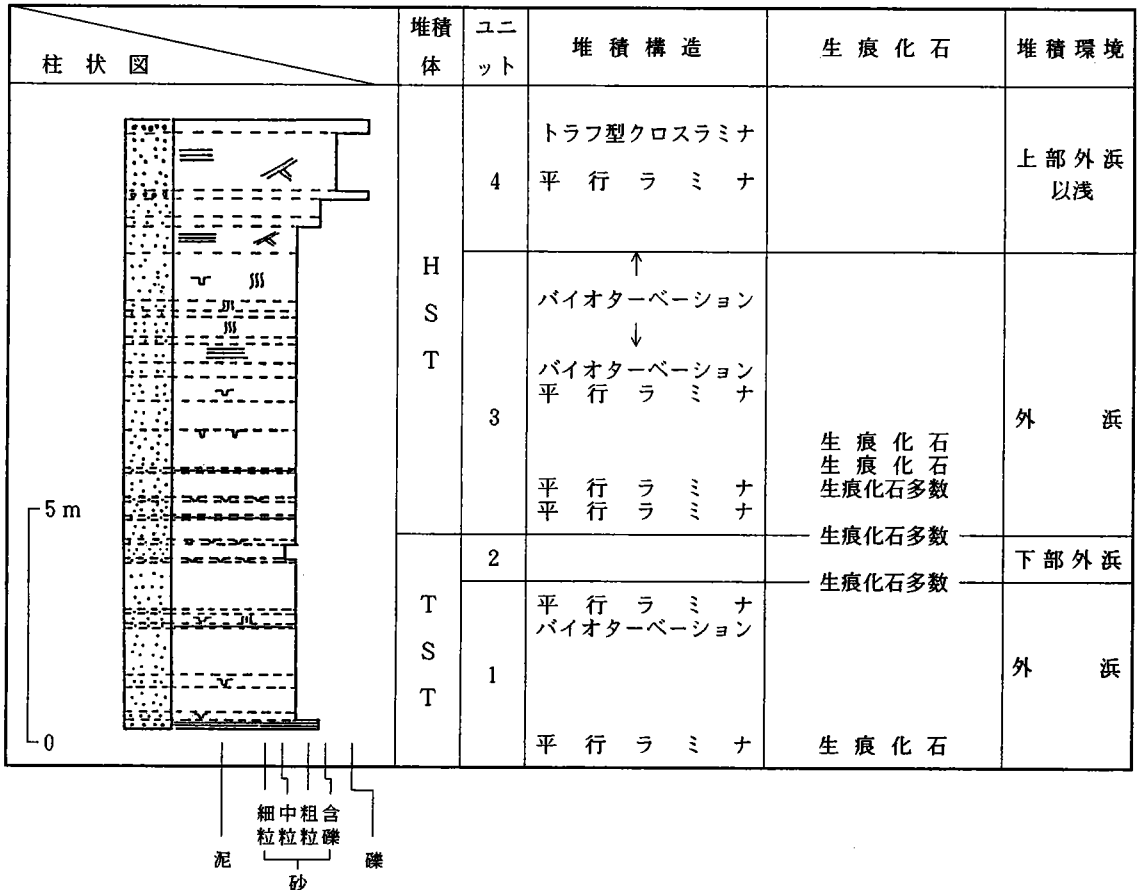 柱状図
堆積体
ユニット
堆積構造
生痕化石
堆積環境
HST
4
トラフ型クロスラミナ
平行ラミナ
上部外浜
以浅
3
↑
バイオターベーション
↓
バイオターベーション
平行ラミナ
生痕化石
生痕化石
平行ラミナ
生痕化石多数
平行ラミナ
外浜
生痕化石多数
TST
2
下部外浜
生痕化石多数
1
平行ラミナ
バイオターベーション
外浜
平行ラミナ
生痕化石
5m
0
泥
細粒
中粒
粗粒
含礫
砂
礫